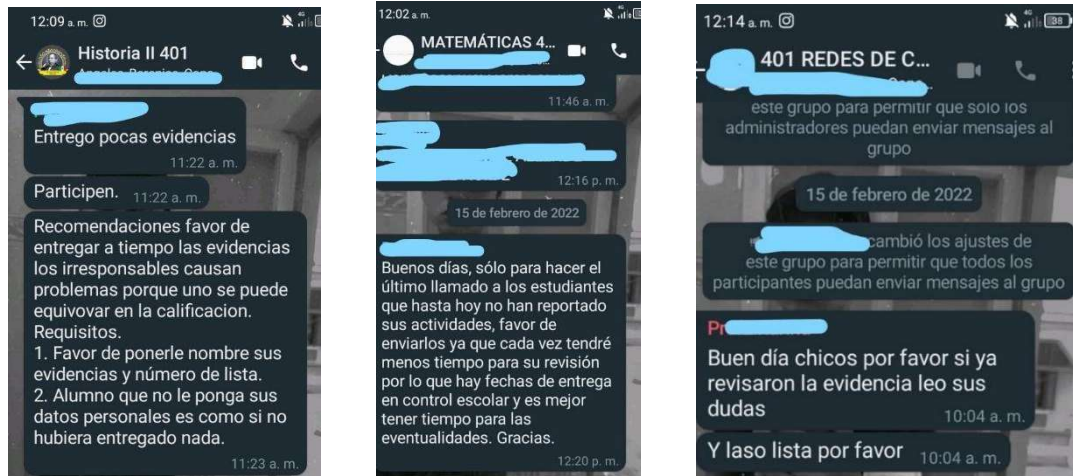 12:09 a. m.
4G
Historia II 401
Entrego pocas evidencias
11:22 a. m.
Participen. 11:22 a. m.
Recomendaciones favor de
entregar a tiempo las evidencias
los irresponsables causan
problemas porque uno se puede
equivovar en la calificacion.
Requisitos.
1. Favor de ponerle nombre sus
evidencias y número de lista.
2. Alumno que no le ponga sus
datos personales es como si no
hubiera entregado nada.
11:23 a. m.
12:02 a. m.
4G
MATEMÁTICAS 4...
11:46 a. m.
12:16 p. m.
15 de febrero de 2022
Buenos días, sólo para hacer el
último llamado a los estudiantes
que hasta hoy no han reportado
sus actividades, favor de
enviarlos ya que cada vez tendré
menos tiempo para su revisión
por lo que hay fechas de entrega
en control escolar y es mejor
tener tiempo para las
eventualidades. Gracias.
12:20 p. m.
12:14 a. m.
4G
38
401 REDES DE C...
este grupo para permitir que solo los
administradores puedan enviar mensajes al
grupo
15 de febrero de 2022
cambió los ajustes de
este grupo para permitir que todos los
participantes puedan enviar mensajes al grupo
Pr
Buen día chicos por favor si ya
revisaron la evidencia leo sus
dudas
10:04 a. m.
Y laso lista por favor 10:04 a. m.